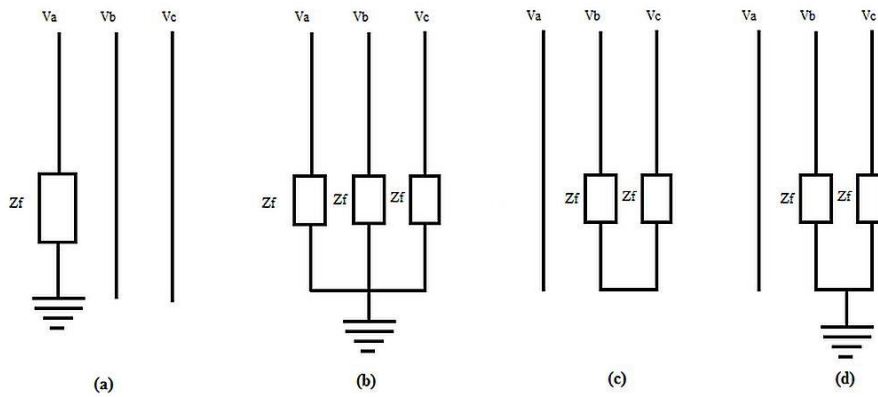 Va Vb Vc Va Vb Vc Va Vb Vc Va Vb Vc
Zf Zf Zf Zf Zf Zf Zf Zf
(a) (b) (c) (d)